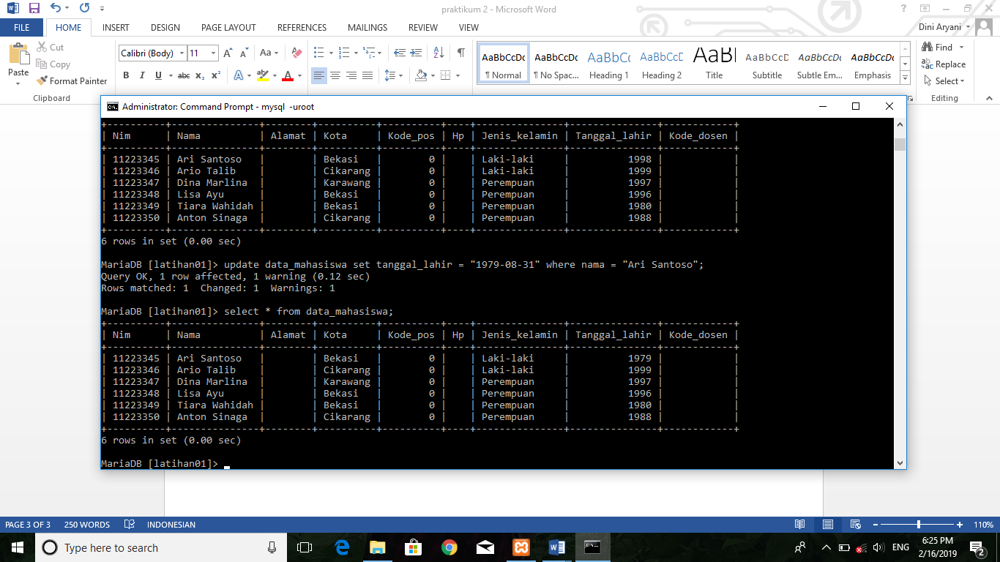 praktikum 2 - Microsoft Word
FILE HOME INSERT DESIGN PAGE LAYOUT REFERENCES MAILINGS REVIEW VIEW Dini Aryani
Paste
Cut
Copy
Format Painter
Clipboard
Calibri (Body) 11
AaBbCcDc AaBbCcDc AaBbCc AaBbCcD AaBl AaBbCcD AaBbCcDc AaBbCcDc
¶ Normal ¶ No Spac... Heading 1 Heading 2 Title Subtitle Subtle Em... Emphasis
Find
Replace
Select
Editing
Administrator: Command Prompt - mysql -uroot
+----------+---------------+--------+----------+----------+----+---------------+---------------+------------+
| Nim | Nama | Alamat | Kota | Kode_pos | Hp | Jenis_kelamin | Tanggal_lahir | Kode_dosen |
+----------+---------------+--------+----------+----------+----+---------------+---------------+------------+
| 11223345 | Ari Santoso | | Bekasi | 0 | | Laki-laki | 1998 | |
| 11223346 | Ario Talib | | Cikarang | 0 | | Laki-laki | 1999 | |
| 11223347 | Dina Marlina | | Karawang | 0 | | Perempuan | 1997 | |
| 11223348 | Lisa Ayu | | Bekasi | 0 | | Perempuan | 1996 | |
| 11223349 | Tiara Wahidah | | Bekasi | 0 | | Perempuan | 1980 | |
| 11223350 | Anton Sinaga | | Cikarang | 0 | | Perempuan | 1988 | |
+----------+---------------+--------+----------+----------+----+---------------+---------------+------------+
6 rows in set (0.00 sec)
MariaDB [latihan01]> update data_mahasiswa set tanggal_lahir = "1979-08-31" where nama = "Ari Santoso";
Query OK, 1 row affected, 1 warning (0.12 sec)
Rows matched: 1 Changed: 1 Warnings: 1
MariaDB [latihan01]> select * from data_mahasiswa;
+----------+---------------+--------+----------+----------+----+---------------+---------------+------------+
| Nim | Nama | Alamat | Kota | Kode_pos | Hp | Jenis_kelamin | Tanggal_lahir | Kode_dosen |
+----------+---------------+--------+----------+----------+----+---------------+---------------+------------+
| 11223345 | Ari Santoso | | Bekasi | 0 | | Laki-laki | 1979 | |
| 11223346 | Ario Talib | | Cikarang | 0 | | Laki-laki | 1999 | |
| 11223347 | Dina Marlina | | Karawang | 0 | | Perempuan | 1997 | |
| 11223348 | Lisa Ayu | | Bekasi | 0 | | Perempuan | 1996 | |
| 11223349 | Tiara Wahidah | | Bekasi | 0 | | Perempuan | 1980 | |
| 11223350 | Anton Sinaga | | Cikarang | 0 | | Perempuan | 1988 | |
+----------+---------------+--------+----------+----------+----+---------------+---------------+------------+
6 rows in set (0.00 sec)
MariaDB [latihan01]> _
PAGE 3 OF 3 250 WORDS INDONESIAN 110%
Type here to search
ENG
6:25 PM
2/16/2019
2